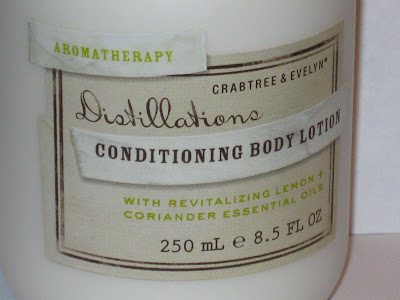 AROMATHERAPY
CRABTREE & EVELYN®
Distillations
CONDITIONING BODY LOTION
WITH REVITALIZING LEMON +
CORIANDER ESSENTIAL OILS
250 mL ℮ 8.5 FL OZ